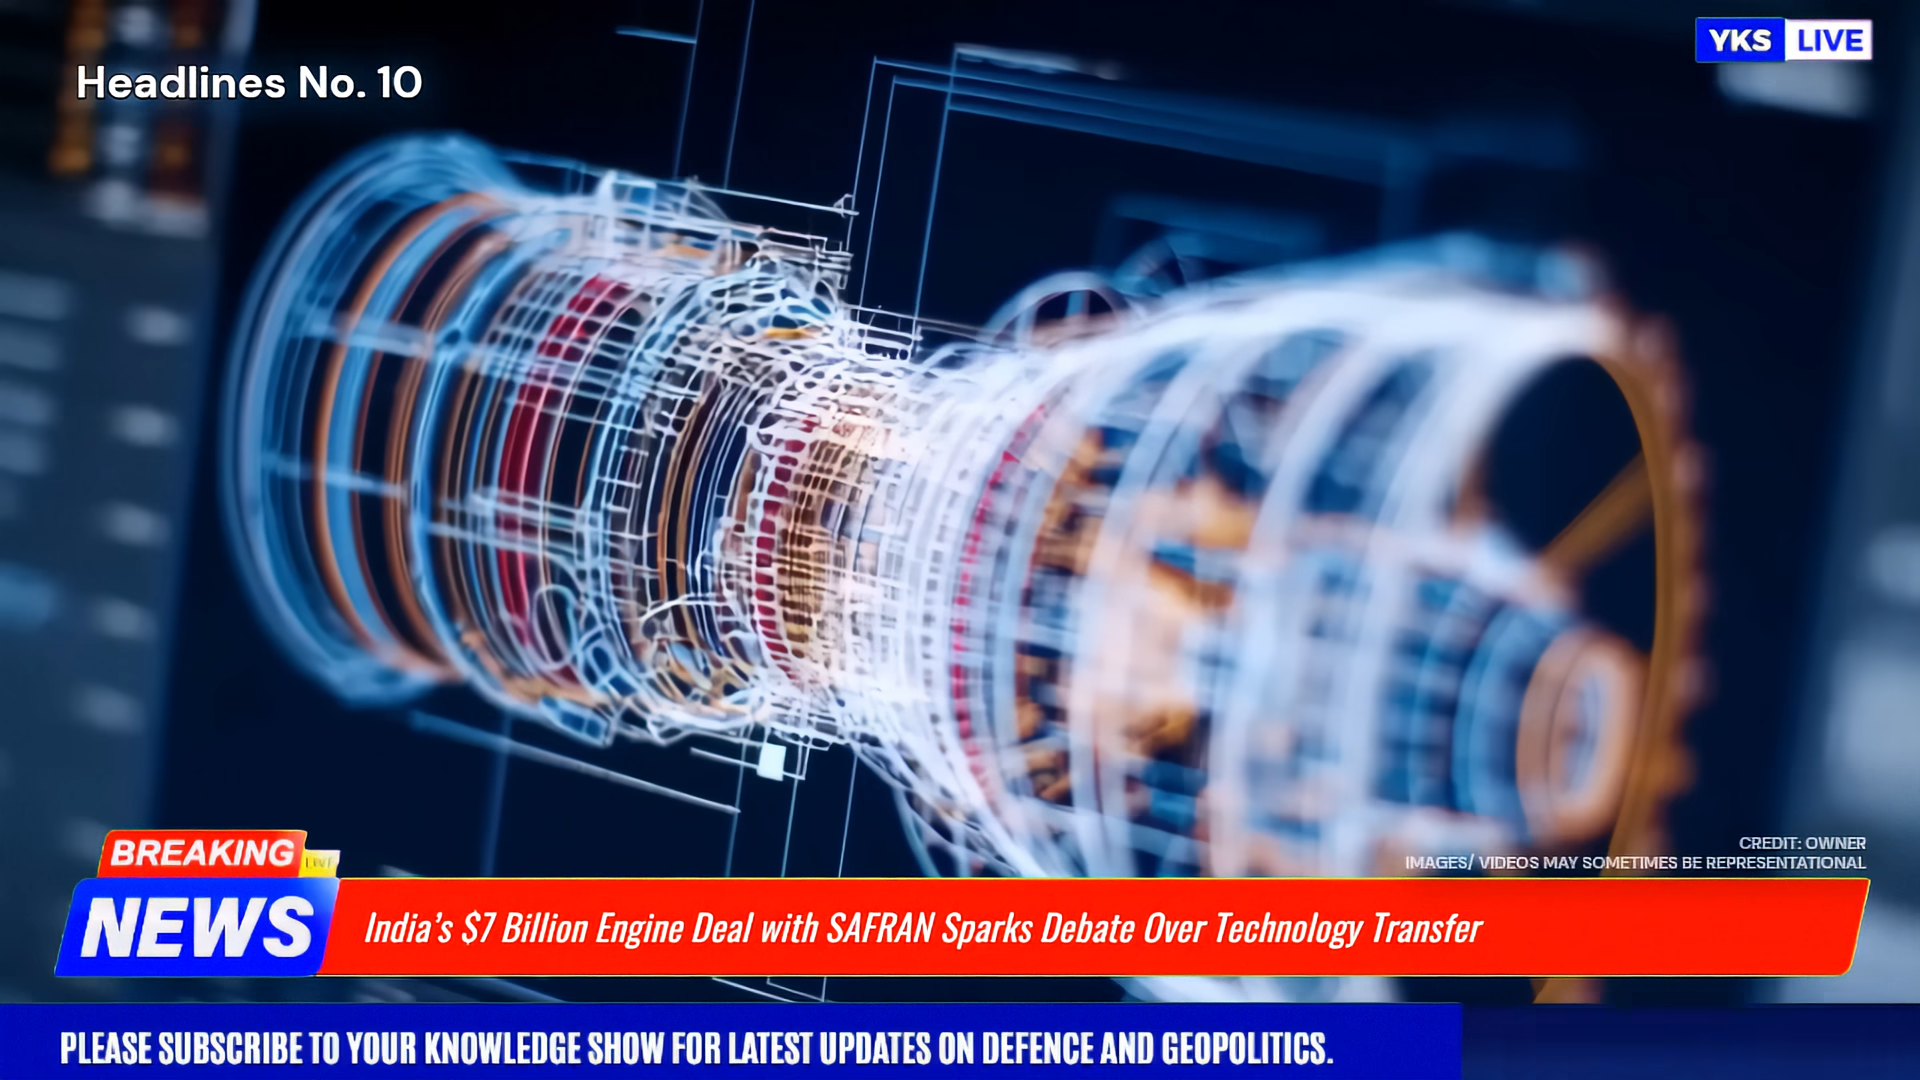 YKS LIVE
Headlines No. 10
CREDIT: OWNER
IMAGES/ VIDEOS MAY SOMETIMES BE REPRESENTATIONAL
BREAKING
LIVE
NEWS
India's $7 Billion Engine Deal with SAFRAN Sparks Debate Over Technology Transfer
PLEASE SUBSCRIBE TO YOUR KNOWLEDGE SHOW FOR LATEST UPDATES ON DEFENCE AND GEOPOLITICS.